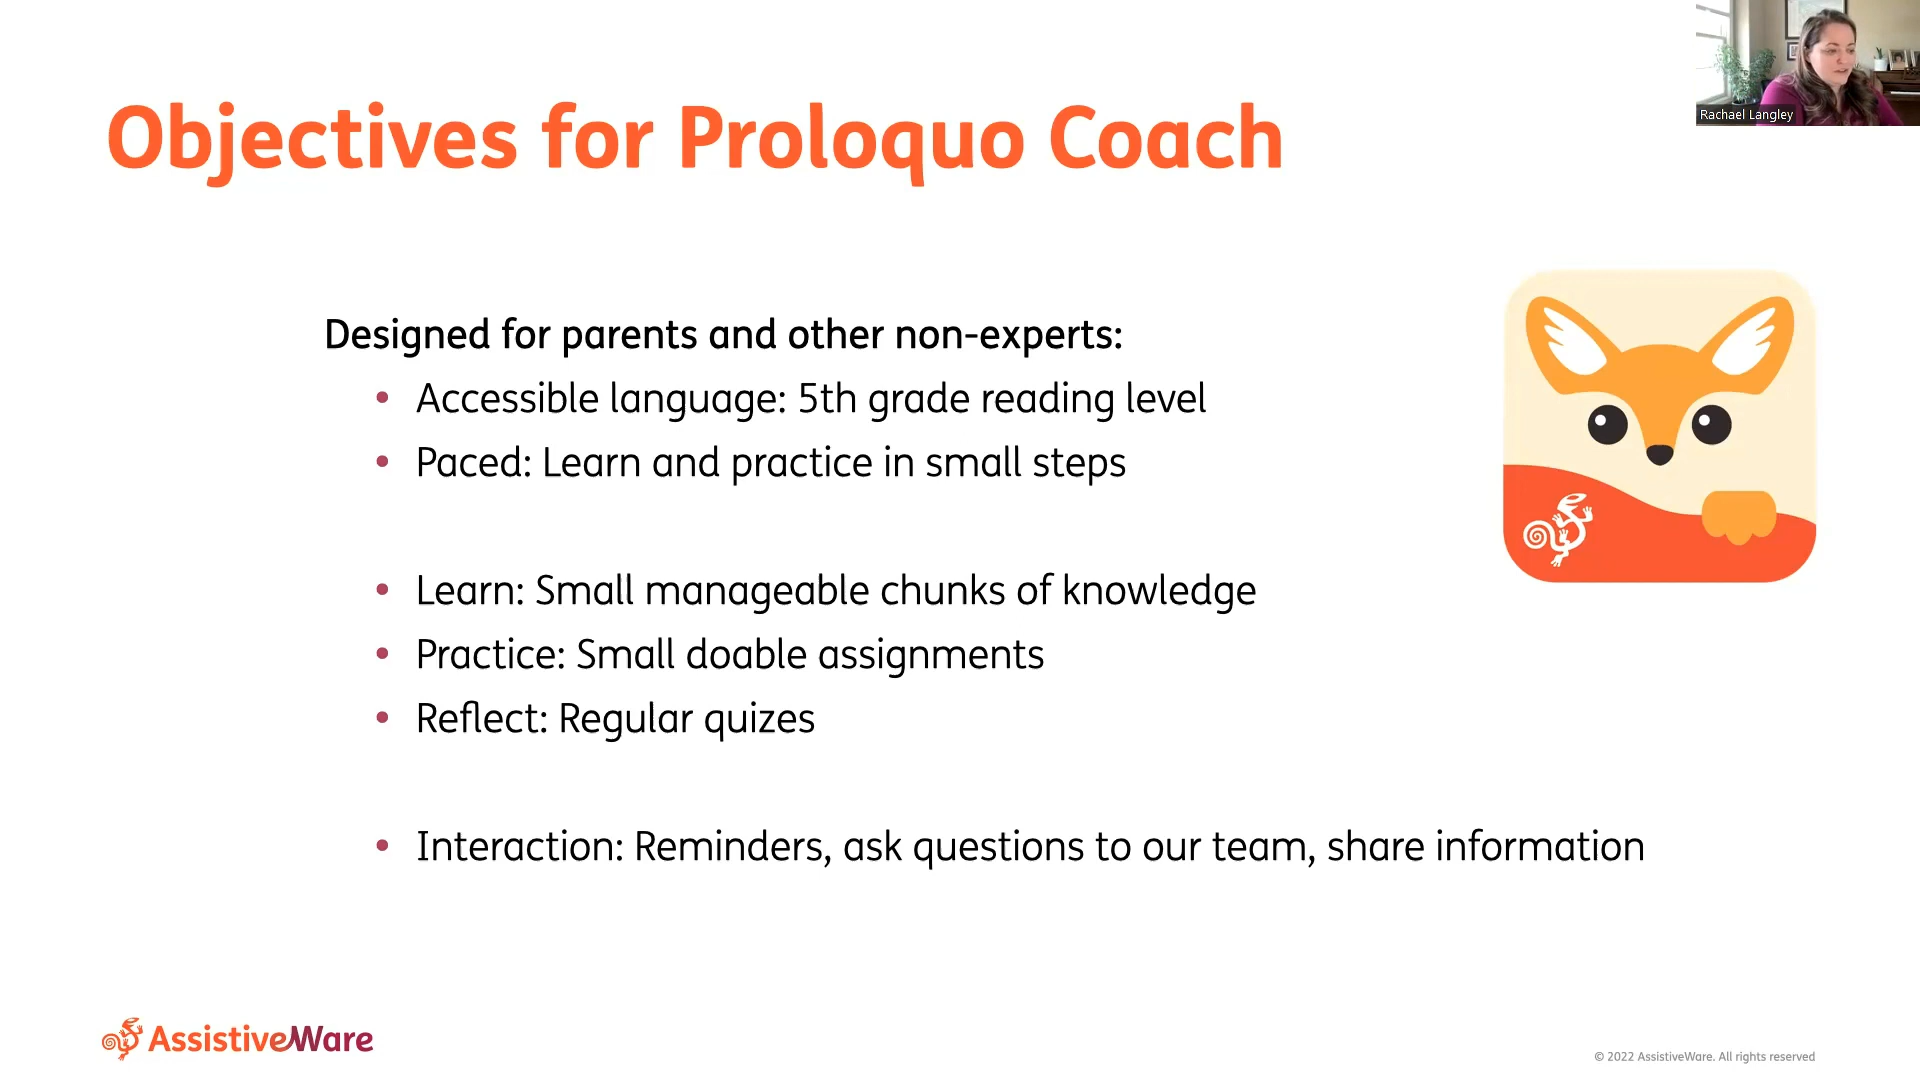 Rachael Langley
Objectives for Proloquo Coach
Designed for parents and other non-experts:
• Accessible language: 5th grade reading level
• Paced: Learn and practice in small steps
• Learn: Small manageable chunks of knowledge
• Practice: Small doable assignments
• Reflect: Regular quizes
• Interaction: Reminders, ask questions to our team, share information
AssistiveWare
© 2022 AssistiveWare. All rights reserved